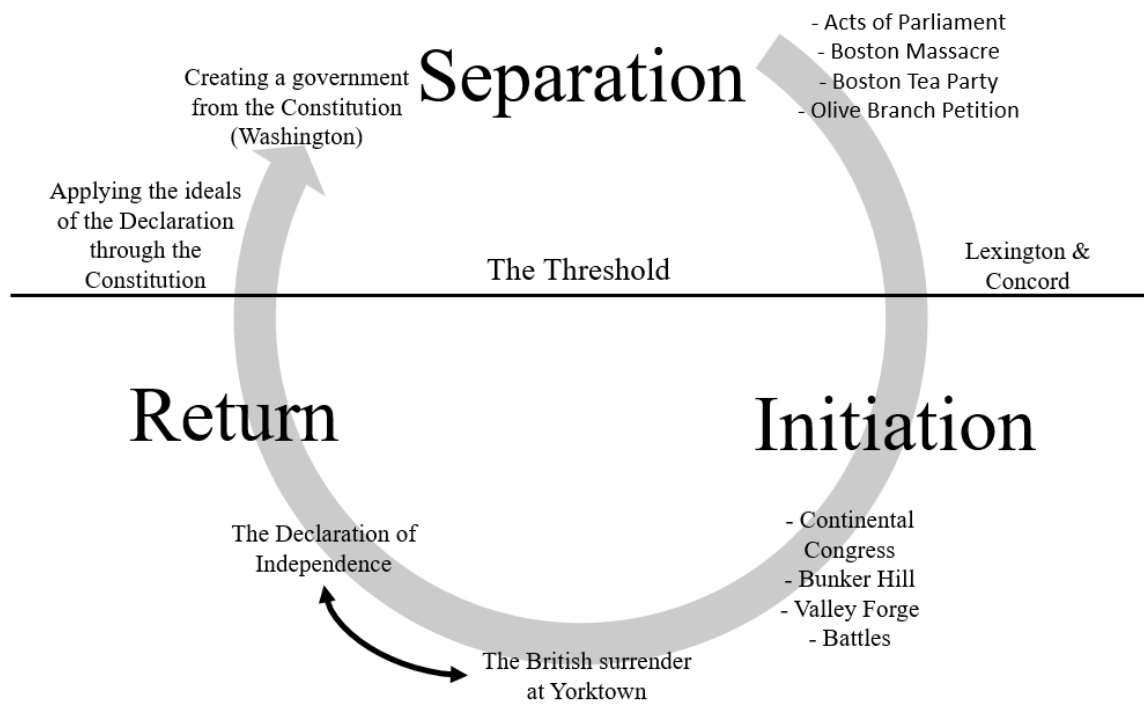 Separation
- Acts of Parliament
- Boston Massacre
- Boston Tea Party
- Olive Branch Petition
Creating a government
from the Constitution
(Washington)
Applying the ideals
of the Declaration
through the
Constitution
The Threshold
Lexington &
Concord
Return
Initiation
- Continental
Congress
- Bunker Hill
- Valley Forge
- Battles
The Declaration of
Independence
The British surrender
at Yorktown